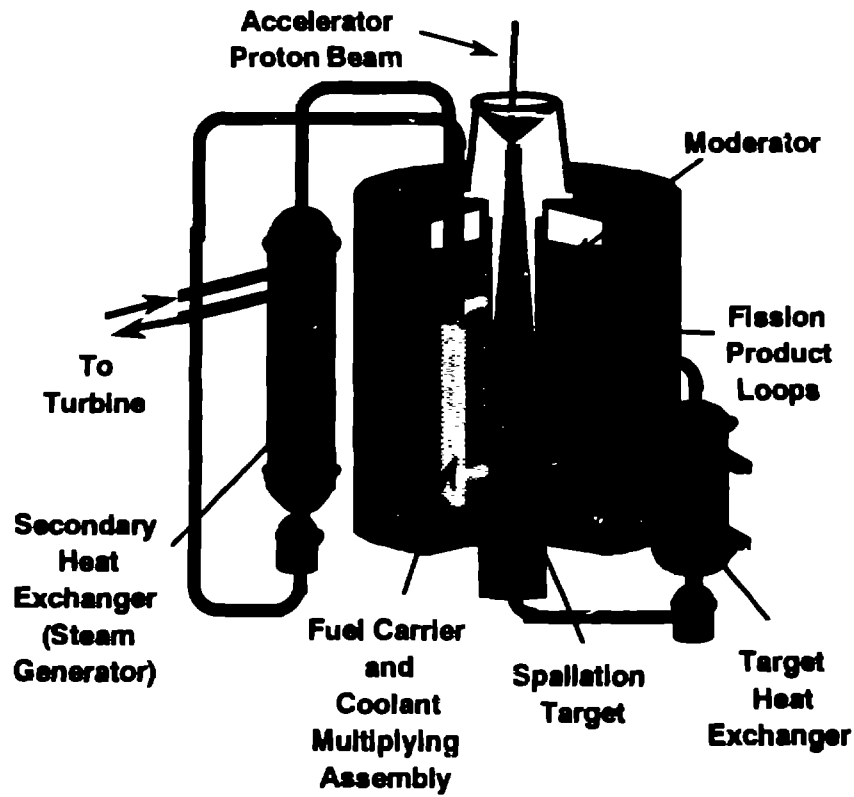 Accelerator
Proton Beam
Moderator
Fission
Product
Loops
To
Turbine
Secondary
Heat
Exchanger
(Steam
Generator)
Fuel Carrier
and
Coolant
Multiplying
Assembly
Spallation
Target
Target
Heat
Exchanger